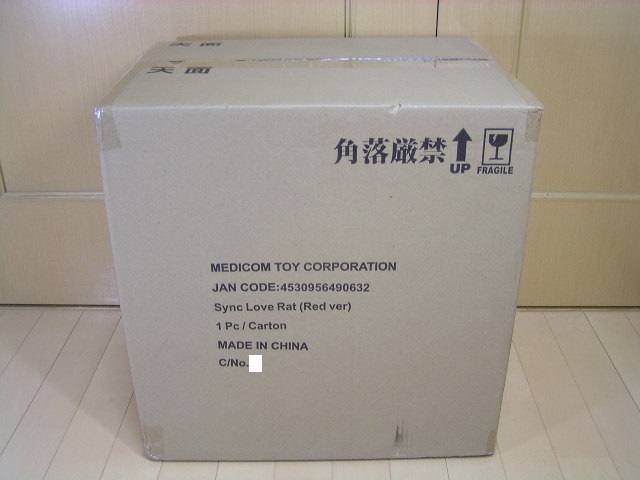 天面
天面
角落厳禁 UP FRAGILE
MEDICOM TOY CORPORATION
JAN CODE:4530956490632
Sync Love Rat (Red ver)
1 Pc / Carton
MADE IN CHINA
C/No.